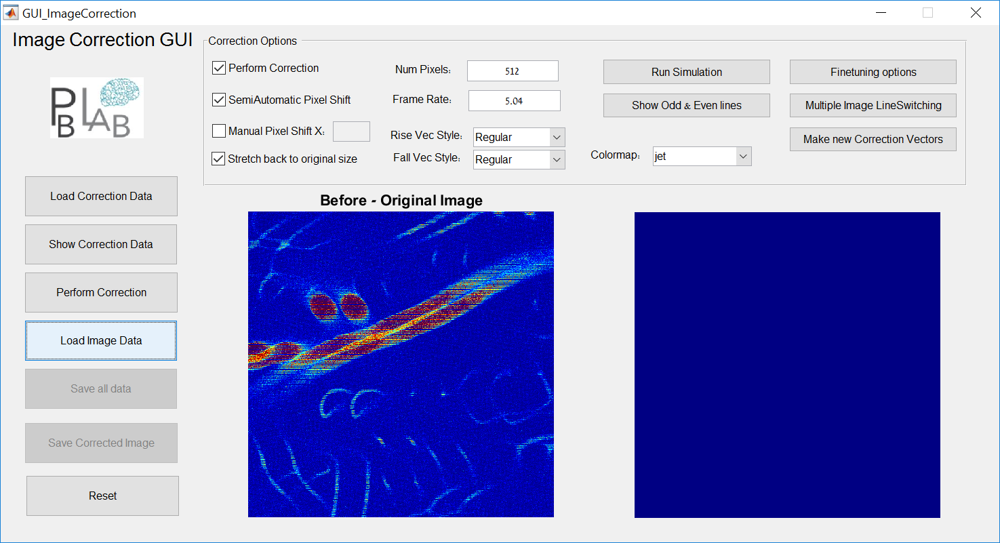 GUI_ImageCorrection
Image Correction GUI
PB LAB
Correction Options
Perform Correction
SemiAutomatic Pixel Shift
Manual Pixel Shift X:
Stretch back to original size
Num Pixels: 512
Frame Rate: 5.04
Rise Vec Style: Regular
Fall Vec Style: Regular
Run Simulation
Show Odd & Even lines
Colormap: jet
Finetuning options
Multiple Image LineSwitching
Make new Correction Vectors
Load Correction Data
Show Correction Data
Perform Correction
Load Image Data
Save all data
Save Corrected Image
Reset
Before - Original Image